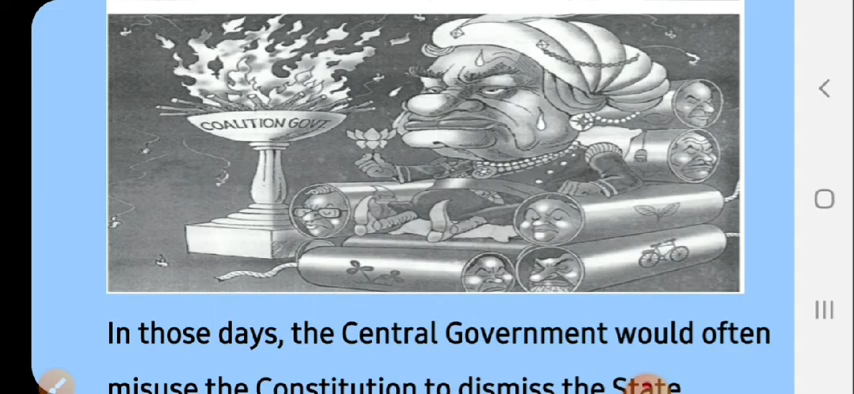 COALITION GOVT
In those days, the Central Government would often
misuse the Constitution to dismiss the State